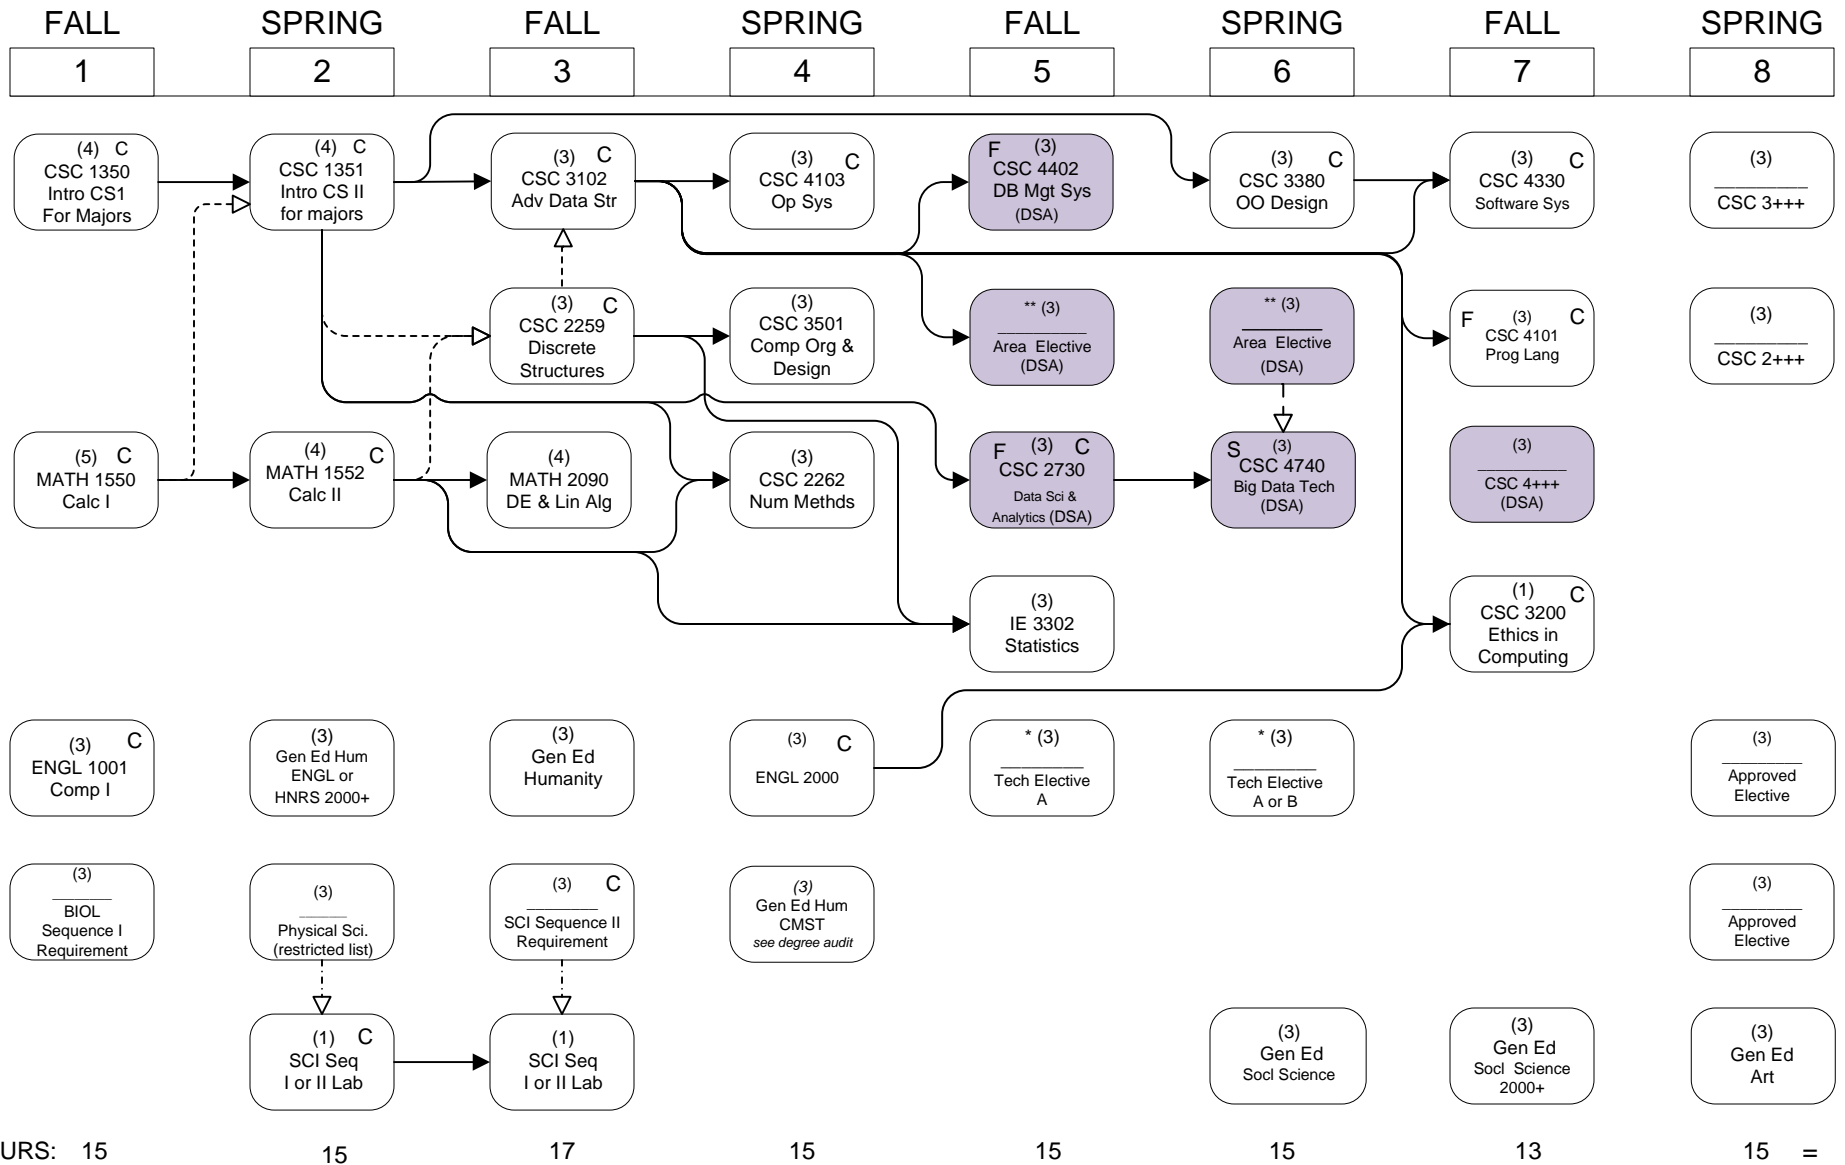 FALL SPRING FALL SPRING FALL SPRING FALL SPRING
1 2 3 4 5 6 7 8
(4) C
CSC 1350
Intro CS1
For Majors
(4) C
CSC 1351
Intro CS II
for majors
(3) C
CSC 3102
Adv Data Str
(3) C
CSC 4103
Op Sys
F (3)
CSC 4402
DB Mgt Sys
(DSA)
(3) C
CSC 3380
OO Design
(3) C
CSC 4330
Software Sys
(3)
CSC 3+++
(3) C
CSC 2259
Discrete
Structures
(3)
CSC 3501
Comp Org &
Design
** (3)
Area Elective
(DSA)
** (3)
Area Elective
(DSA)
F (3) C
CSC 4101
Prog Lang
(3)
CSC 2+++
(5) C
MATH 1550
Calc I
(4) C
MATH 1552
Calc II
(4)
MATH 2090
DE & Lin Alg
(3)
CSC 2262
Num Methds
F (3) C
CSC 2730
Data Sci &
Analytics (DSA)
S (3)
CSC 4740
Big Data Tech
(DSA)
(3)
CSC 4+++
(DSA)
(3)
IE 3302
Statistics
(1) C
CSC 3200
Ethics in
Computing
(3) C
ENGL 1001
Comp I
(3)
Gen Ed Hum
ENGL or
HNRS 2000+
(3)
Gen Ed
Humanity
(3) C
ENGL 2000
* (3)
Tech Elective
A
* (3)
Tech Elective
A or B
(3)
Approved
Elective
(3)
BIOL
Sequence I
Requirement
(3)
Physical Sci.
(restricted list)
(3) C
SCI Sequence II
Requirement
(3)
Gen Ed Hum
CMST
see degree audit
(3)
Approved
Elective
(1) C
SCI Seq
I or II Lab
(1)
SCI Seq
I or II Lab
(3)
Gen Ed
Socl Science
(3)
Gen Ed
Socl Science
2000+
(3)
Gen Ed
Art
URS: 15 15 17 15 15 15 13 15 =